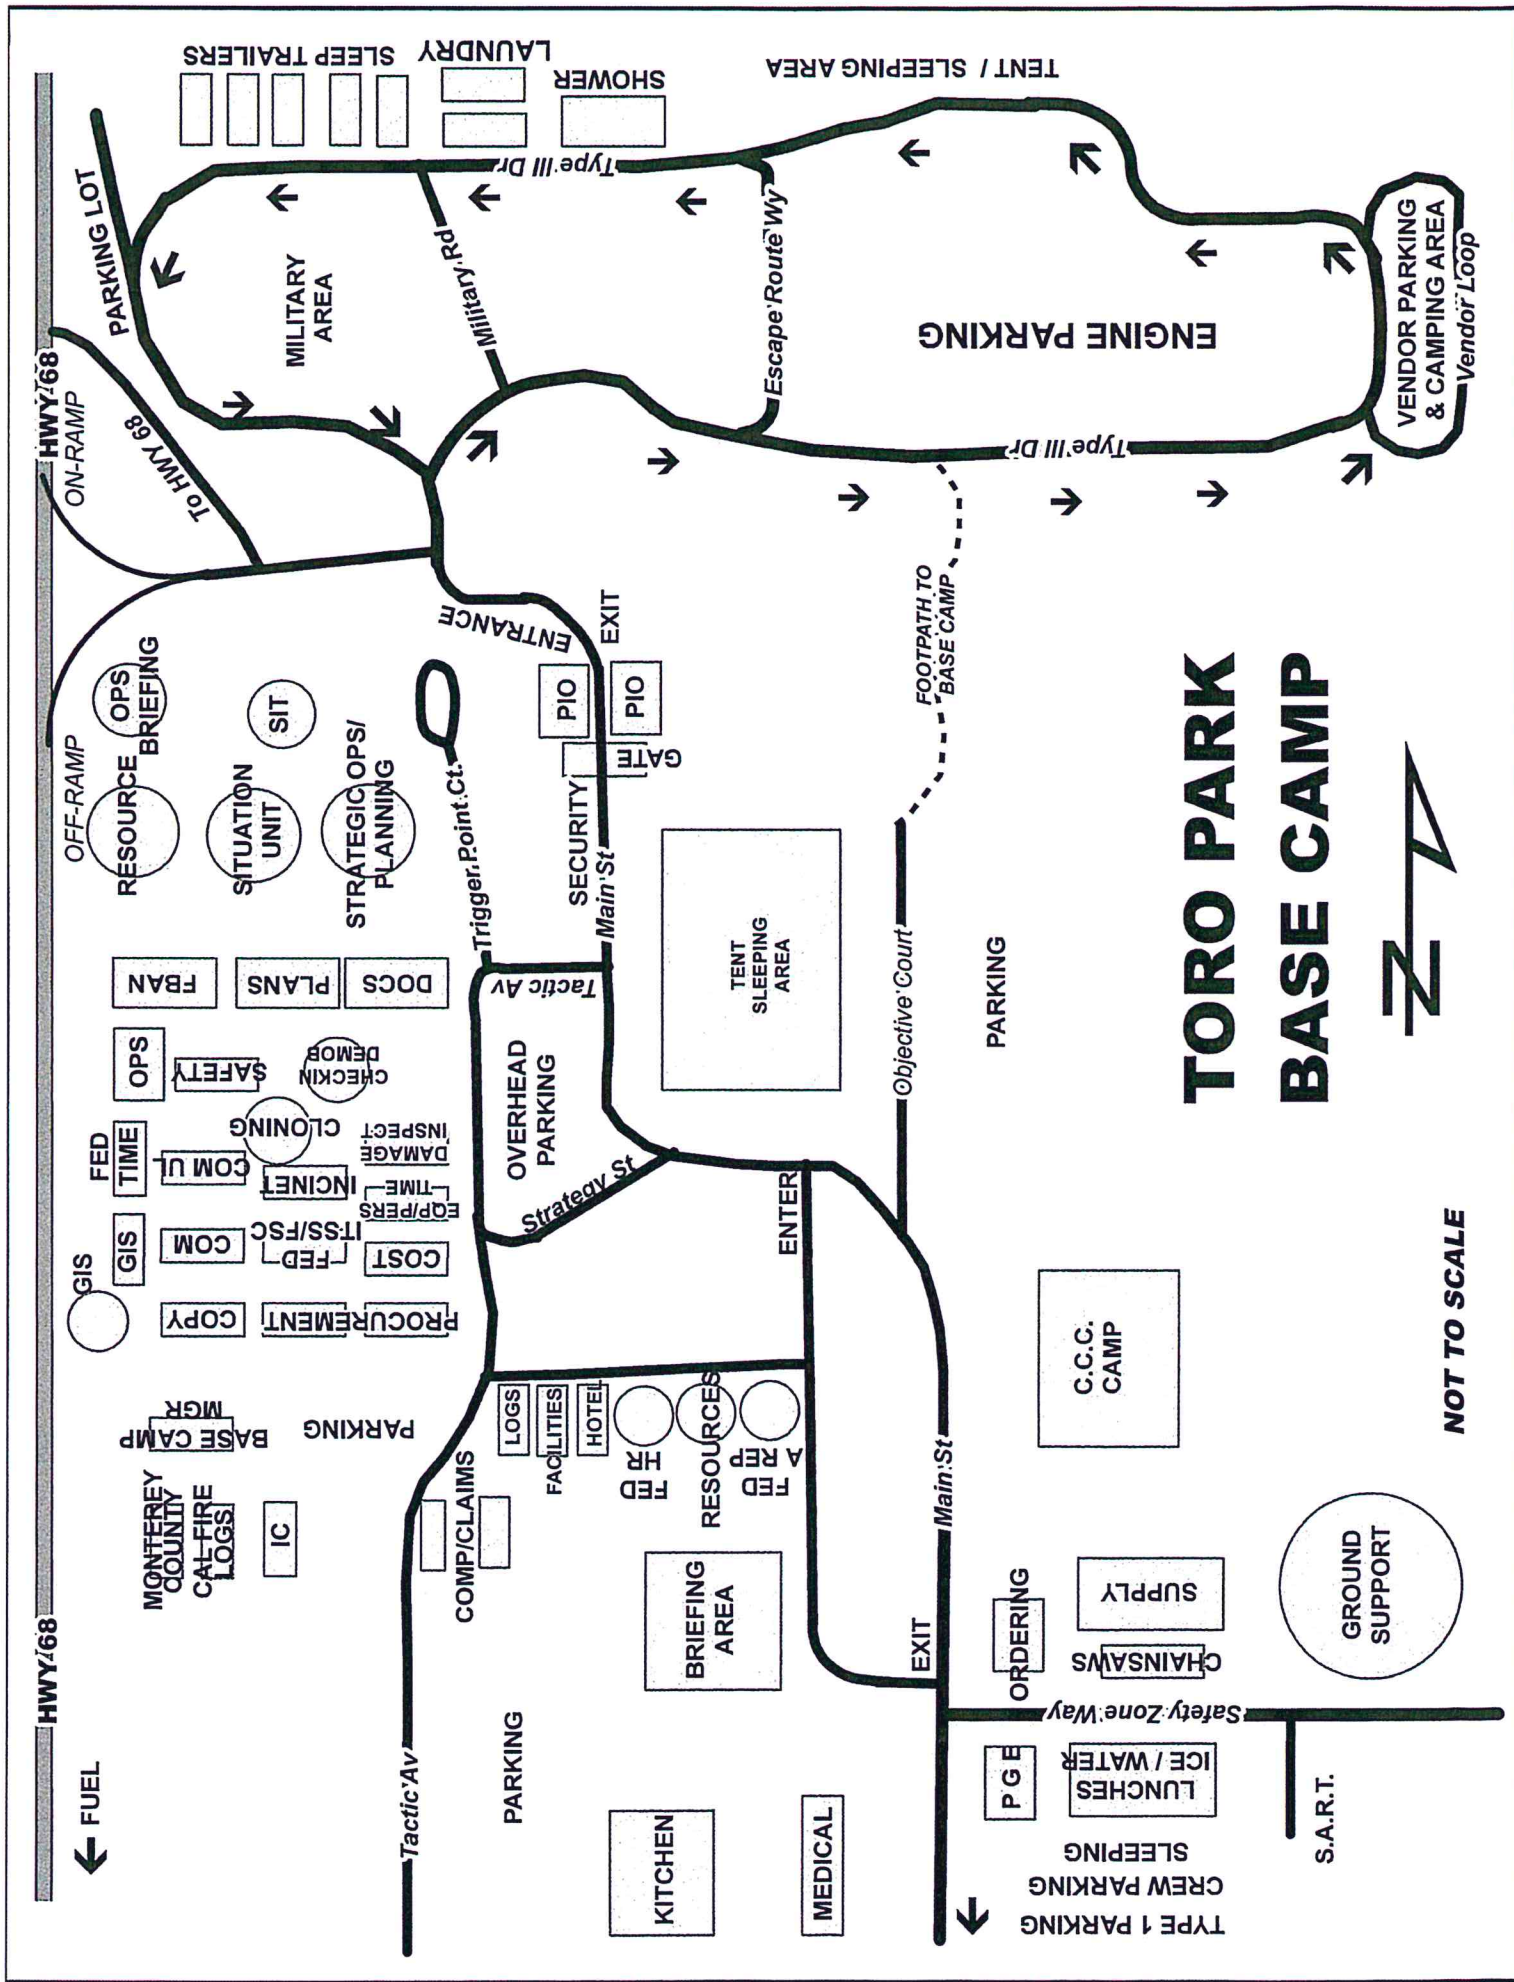 HWY 68
HWY 68
← FUEL
OFF-RAMP
ON-RAMP
To HWY 68
PARKING LOT
SLEEP TRAILERS
LAUNDRY
SHOWER
TENT / SLEEPING AREA
MILITARY
AREA
Military Rd
Type III Dr
Escape Route Wy
ENGINE PARKING
Type III Dr
VENDOR PARKING
& CAMPING AREA
Vendor Loop
FOOTPATH TO
BASE CAMP
ENTRANCE
EXIT
PIO
PIO
GATE
SECURITY
Main St
OPS
BRIEFING
SIT
RESOURCE
SITUATION
UNIT
STRATEGIC OPS/
PLANNING
Trigger Point Ct.
FBAN
PLANS
DOCS
Tactic Av
OPS
SAFETY
CHECKIN
DEMOB
FED
TIME
COM UL
CLONING
INCINET
DAMAGE
INSPECT
EQP/PERS
TIME
GIS
GIS
COM
FED
ITSS/FSC
COST
COPY
PROCUREMENT
OVERHEAD
PARKING
Strategy St
TENT
SLEEPING
AREA
Objective Court
PARKING
ENTER
BASE CAMP
MGR
PARKING
MONTEREY
COUNTY
CAL FIRE
LOGS
IC
COMP/CLAIMS
LOGS
FACILITIES
HOTEL
FED
HR
RESOURCES
FED
A REP
BRIEFING
AREA
Tactic Av
PARKING
KITCHEN
MEDICAL
EXIT
Main St
C.C.C.
CAMP
ORDERING
SUPPLY
CHAINSAWS
GROUND
SUPPORT
Safety Zone Way
P G E
LUNCHES
ICE / WATER
S.A.R.T.
SLEEPING
CREW PARKING
TYPE 1 PARKING
TORO PARK
BASE CAMP
N
NOT TO SCALE